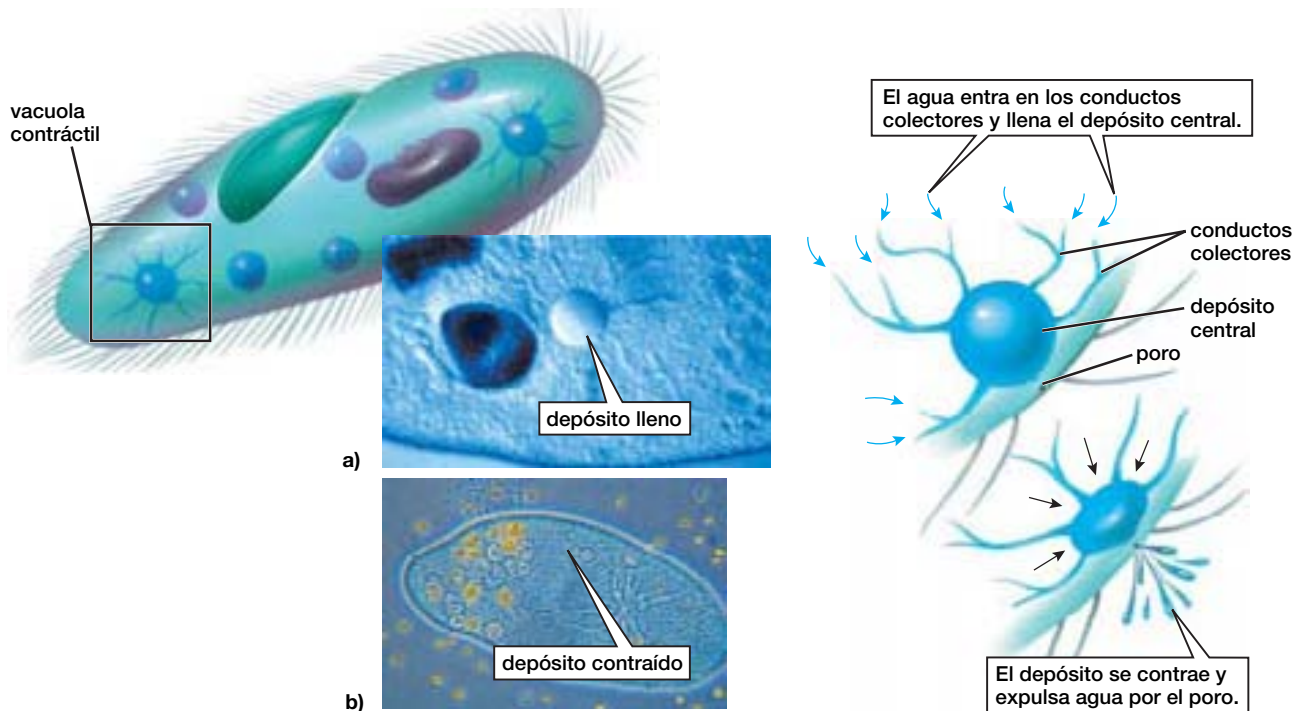 vacuola
contráctil
El agua entra en los conductos
colectores y llena el depósito central.
conductos
colectores
depósito
central
poro
depósito lleno
a)
depósito contraído
b)
El depósito se contrae y
expulsa agua por el poro.